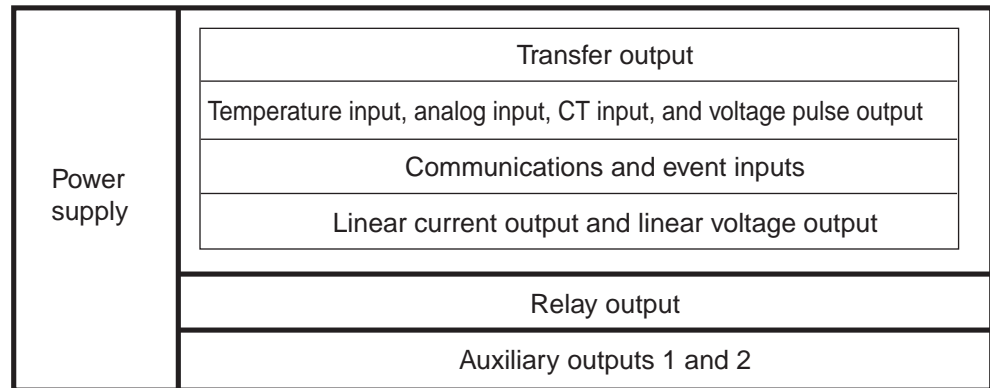 Transfer output
Temperature input, analog input, CT input, and voltage pulse output
Communications and event inputs
Power
supply
Linear current output and linear voltage output
Relay output
Auxiliary outputs 1 and 2